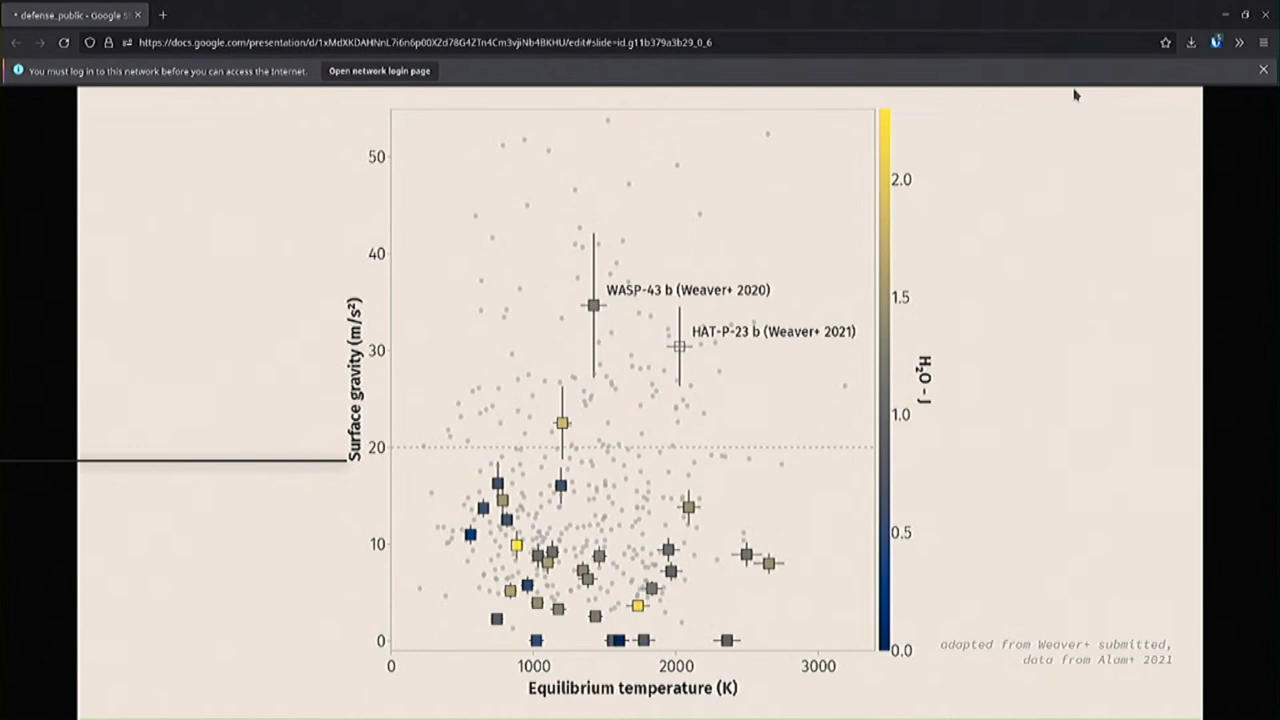 defense_public - Google Sl
https://docs.google.com/presentation/d/1xMdXKDAHNnL7i6n6p00XZd78G4ZTn4Cm3vjiNb4BKHU/edit#slide=id.g11b379a3b29_0_6
You must log in to this network before you can access the Internet.
Open network login page
50
40
30
20
10
0
Surface gravity (m/s²)
WASP-43 b (Weaver+ 2020)
HAT-P-23 b (Weaver+ 2021)
0
1000
2000
3000
Equilibrium temperature (K)
2.0
1.5
1.0
0.5
0.0
H₂O - J
adapted from Weaver+ submitted,
data from Alam+ 2021